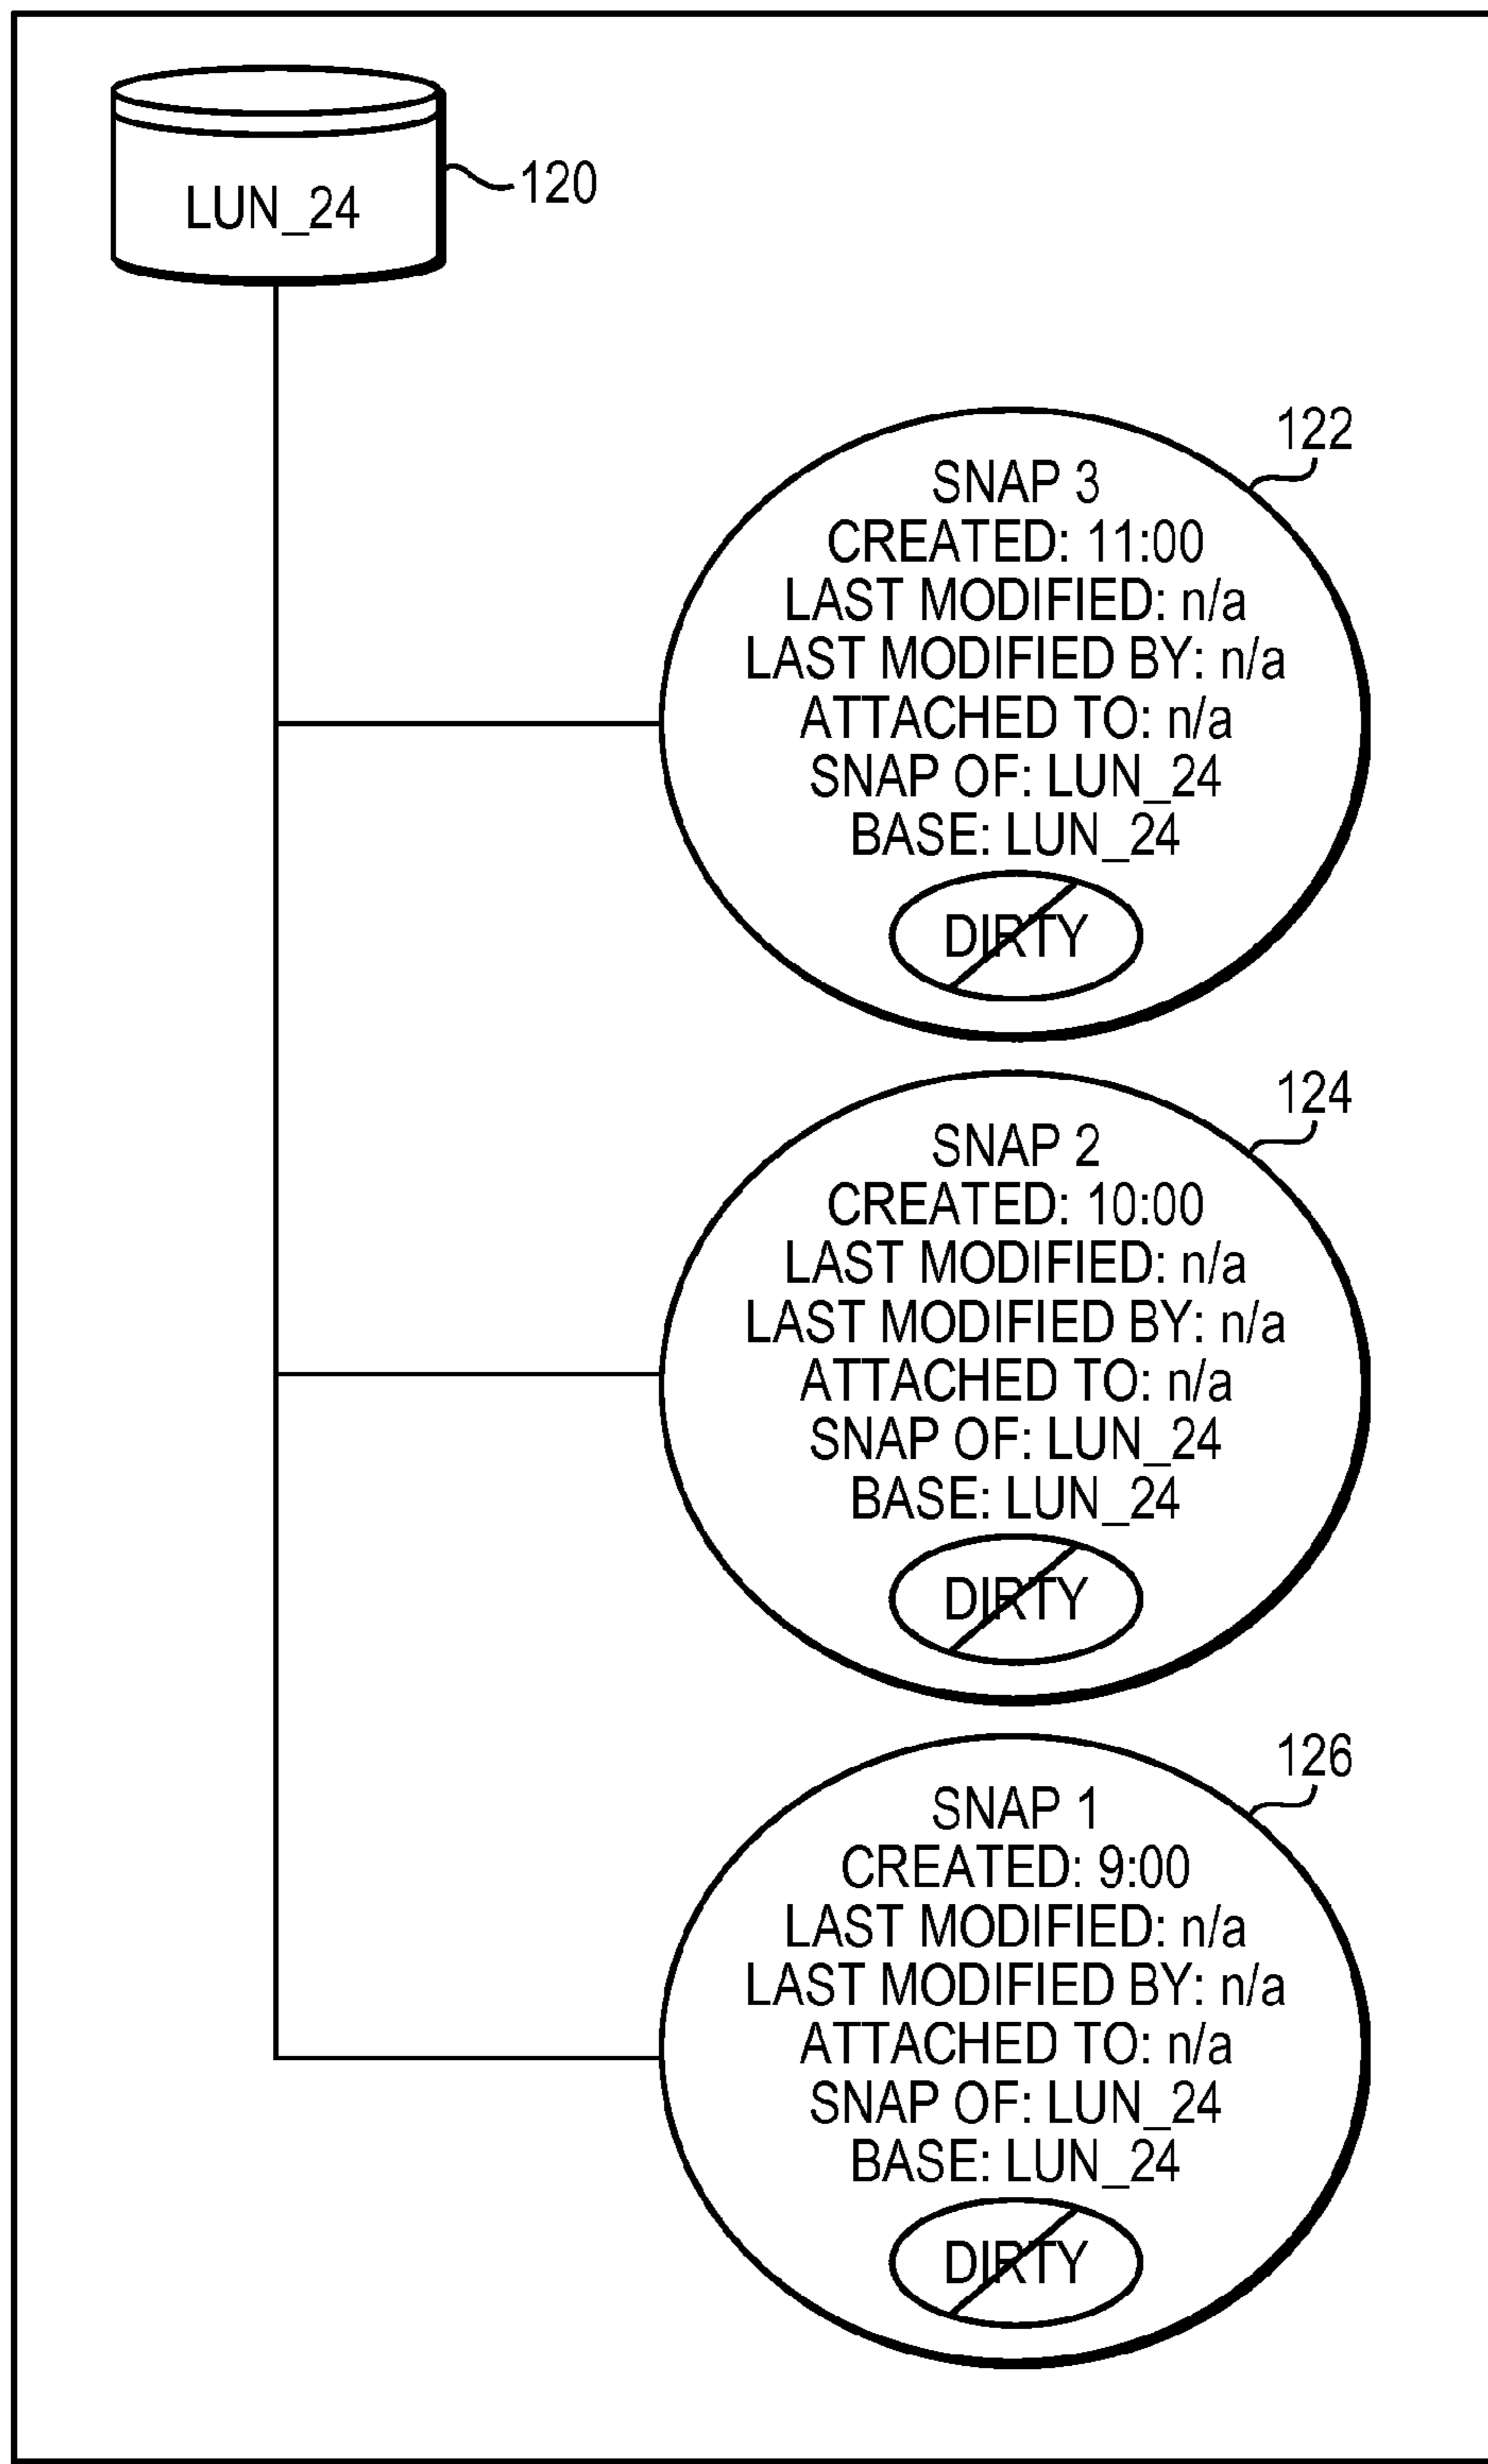 LUN_24
120
122
SNAP 3
CREATED: 11:00
LAST MODIFIED: n/a
LAST MODIFIED BY: n/a
ATTACHED TO: n/a
SNAP OF: LUN_24
BASE: LUN_24
DIRTY
124
SNAP 2
CREATED: 10:00
LAST MODIFIED: n/a
LAST MODIFIED BY: n/a
ATTACHED TO: n/a
SNAP OF: LUN_24
BASE: LUN_24
DIRTY
126
SNAP 1
CREATED: 9:00
LAST MODIFIED: n/a
LAST MODIFIED BY: n/a
ATTACHED TO: n/a
SNAP OF: LUN_24
BASE: LUN_24
DIRTY